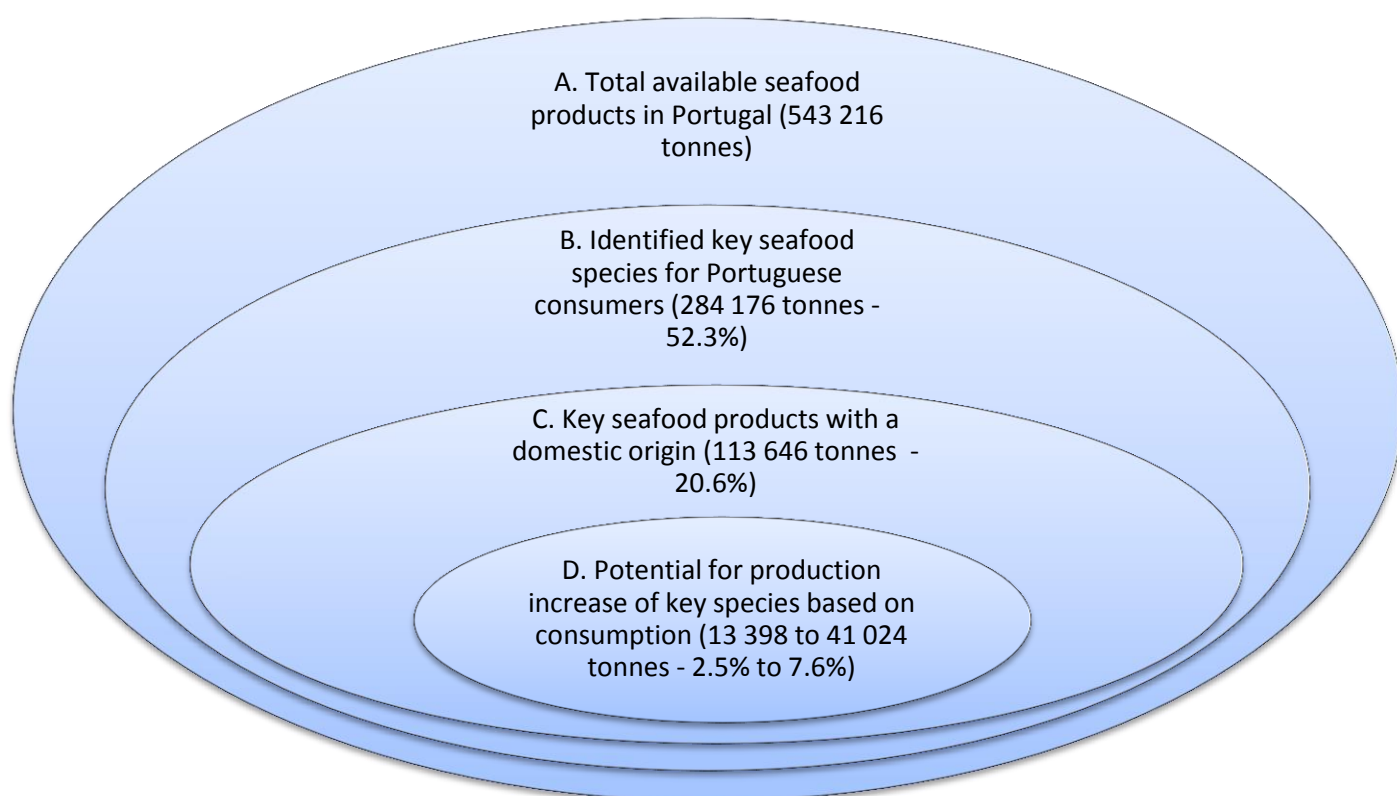 A. Total available seafood
products in Portugal (543 216
tonnes)
B. Identified key seafood
species for Portuguese
consumers (284 176 tonnes -
52.3%)
C. Key seafood products with a
domestic origin (113 646 tonnes  -
20.6%)
D. Potential for production
increase of key species based on
consumption (13 398 to 41 024
tonnes - 2.5% to 7.6%)